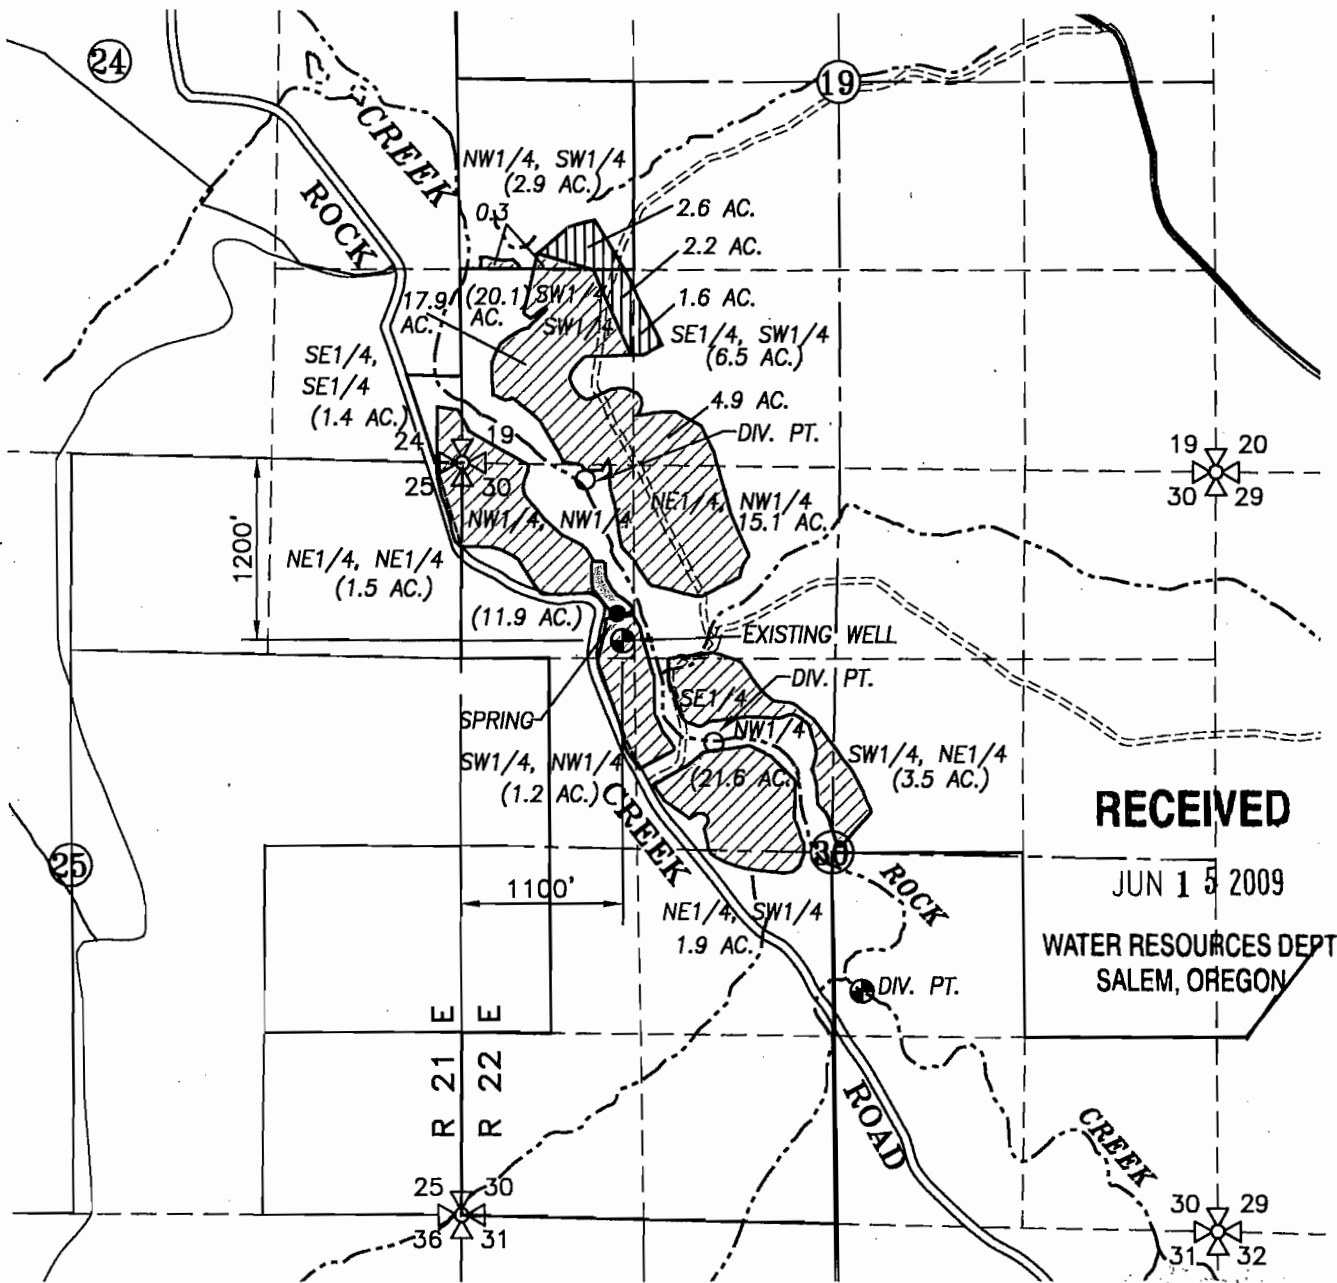 24
19
CREEK
ROCK
NW1/4, SW1/4
(2.9 AC.)
0.3
2.6 AC.
2.2 AC.
1.6 AC.
17.9
AC.
(20.1)
AC.
SW1/4
SW1/4
SE1/4, SW1/4
(6.5 AC.)
SE1/4,
SE1/4
(1.4 AC.)
4.9 AC.
DIV. PT.
24 19
25 30
19 20
30 29
NW1/4, NW1/4
NE1/4, NW1/4
15.1 AC.
1200'
NE1/4, NE1/4
(1.5 AC.)
(11.9 AC.)
EXISTING WELL
SE1/4
NW1/4
DIV. PT.
SPRING
SW1/4, NW1/4
(1.2 AC.)
(21.6 AC.)
SW1/4, NE1/4
(3.5 AC.)
CREEK
RECEIVED
JUN 15 2009
WATER RESOURCES DEPT
SALEM, OREGON
25
30
1100'
ROCK
NE1/4, SW1/4
1.9 AC.
DIV. PT.
R 21 E
R 22 E
ROAD
CREEK
25 30
36 31
30 29
31 32